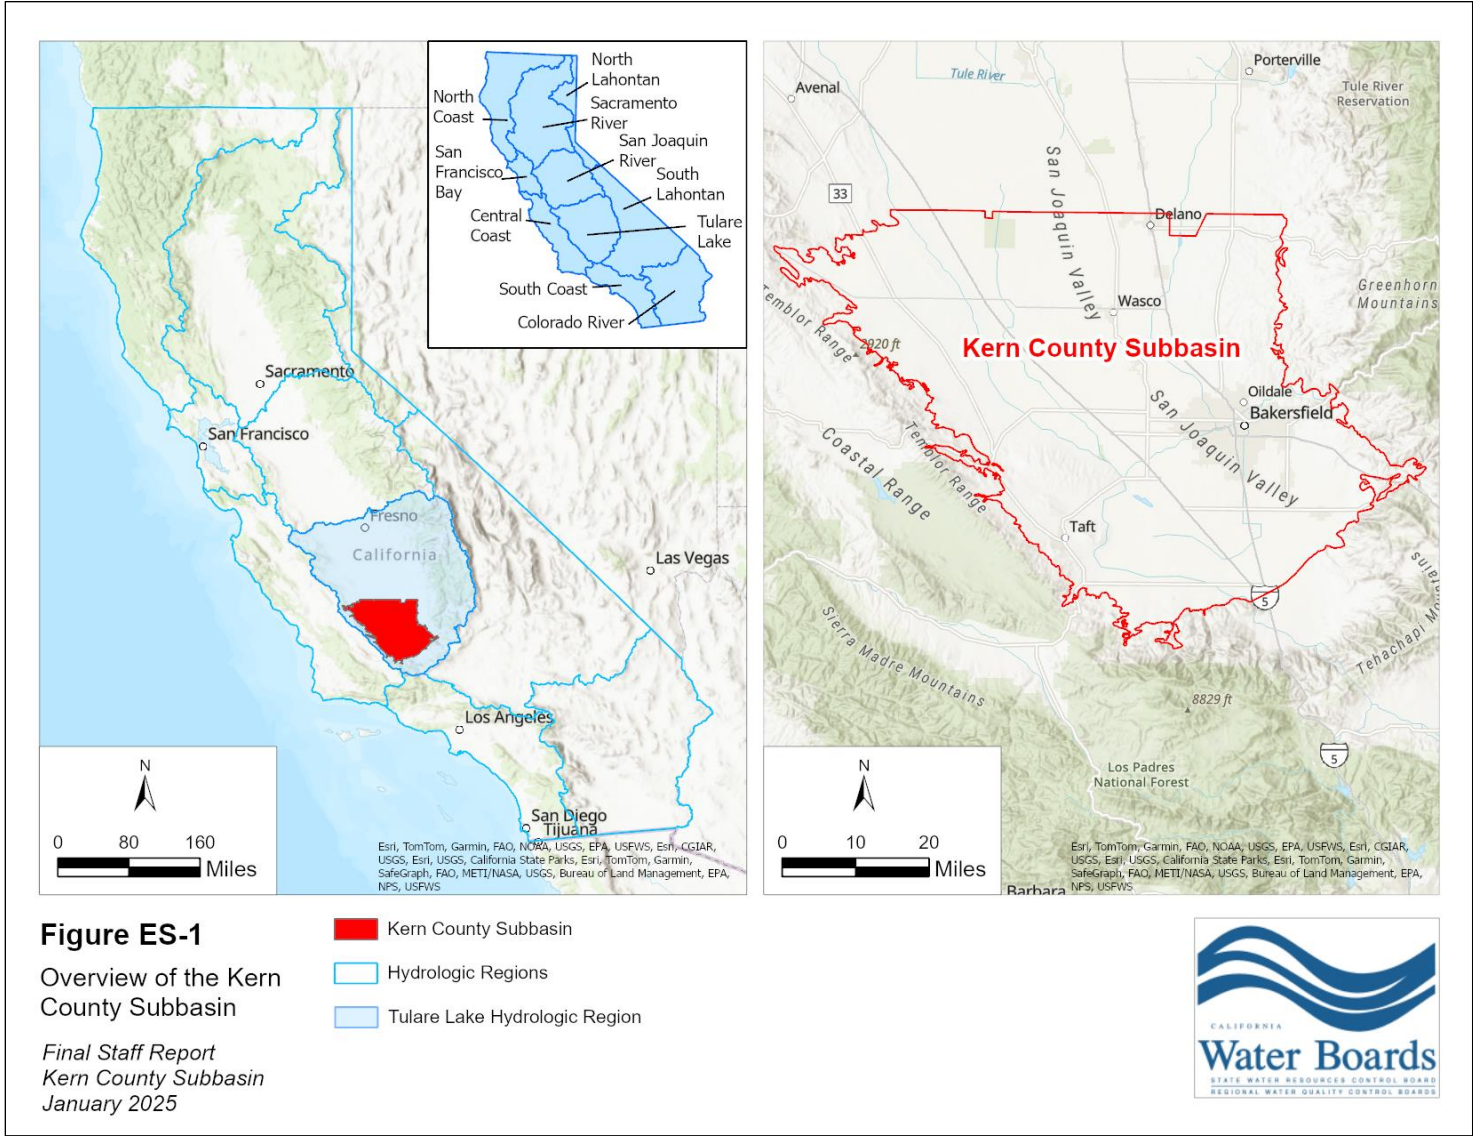 North
Lahontan
North
Coast
Sacramento
River
San
Francisco
Bay
San Joaquin
River
South
Lahontan
Central
Coast
Tulare
Lake
South Coast
Colorado River
Sacramento
San Francisco
Fresno
California
Las Vegas
Los Angeles
San Diego
Tijuana
N
0 80 160
Miles
Esri, TomTom, Garmin, FAO, NOAA, USGS, EPA, USFWS, Esri, CGIAR,
USGS, Esri, USGS, California State Parks, Esri, TomTom, Garmin,
SafeGraph, FAO, METI/NASA, USGS, Bureau of Land Management, EPA,
NPS, USFWS
Porterville
Tule River
Avenal
Tule River
Reservation
33
San Joaquin Valley
Delano
Greenhorn
Mountains
Wasco
Temblor Range
2920 ft
Kern County Subbasin
Oildale
Bakersfield
San Joaquin Valley
Coastal Range
Temblor Range
Taft
5
Tehachapi Mountains
Sierra Madre Mountains
8829 ft
5
Los Padres
National Forest
N
0 10 20
Miles
Barbara
Esri, TomTom, Garmin, FAO, NOAA, USGS, EPA, USFWS, Esri, CGIAR,
USGS, Esri, USGS, California State Parks, Esri, TomTom, Garmin,
SafeGraph, FAO, METI/NASA, USGS, Bureau of Land Management, EPA,
NPS, USFWS
Figure ES-1
Overview of the Kern
County Subbasin
Final Staff Report
Kern County Subbasin
January 2025
Kern County Subbasin
Hydrologic Regions
Tulare Lake Hydrologic Region
CALIFORNIA
Water Boards
STATE WATER RESOURCES CONTROL BOARD
REGIONAL WATER QUALITY CONTROL BOARDS